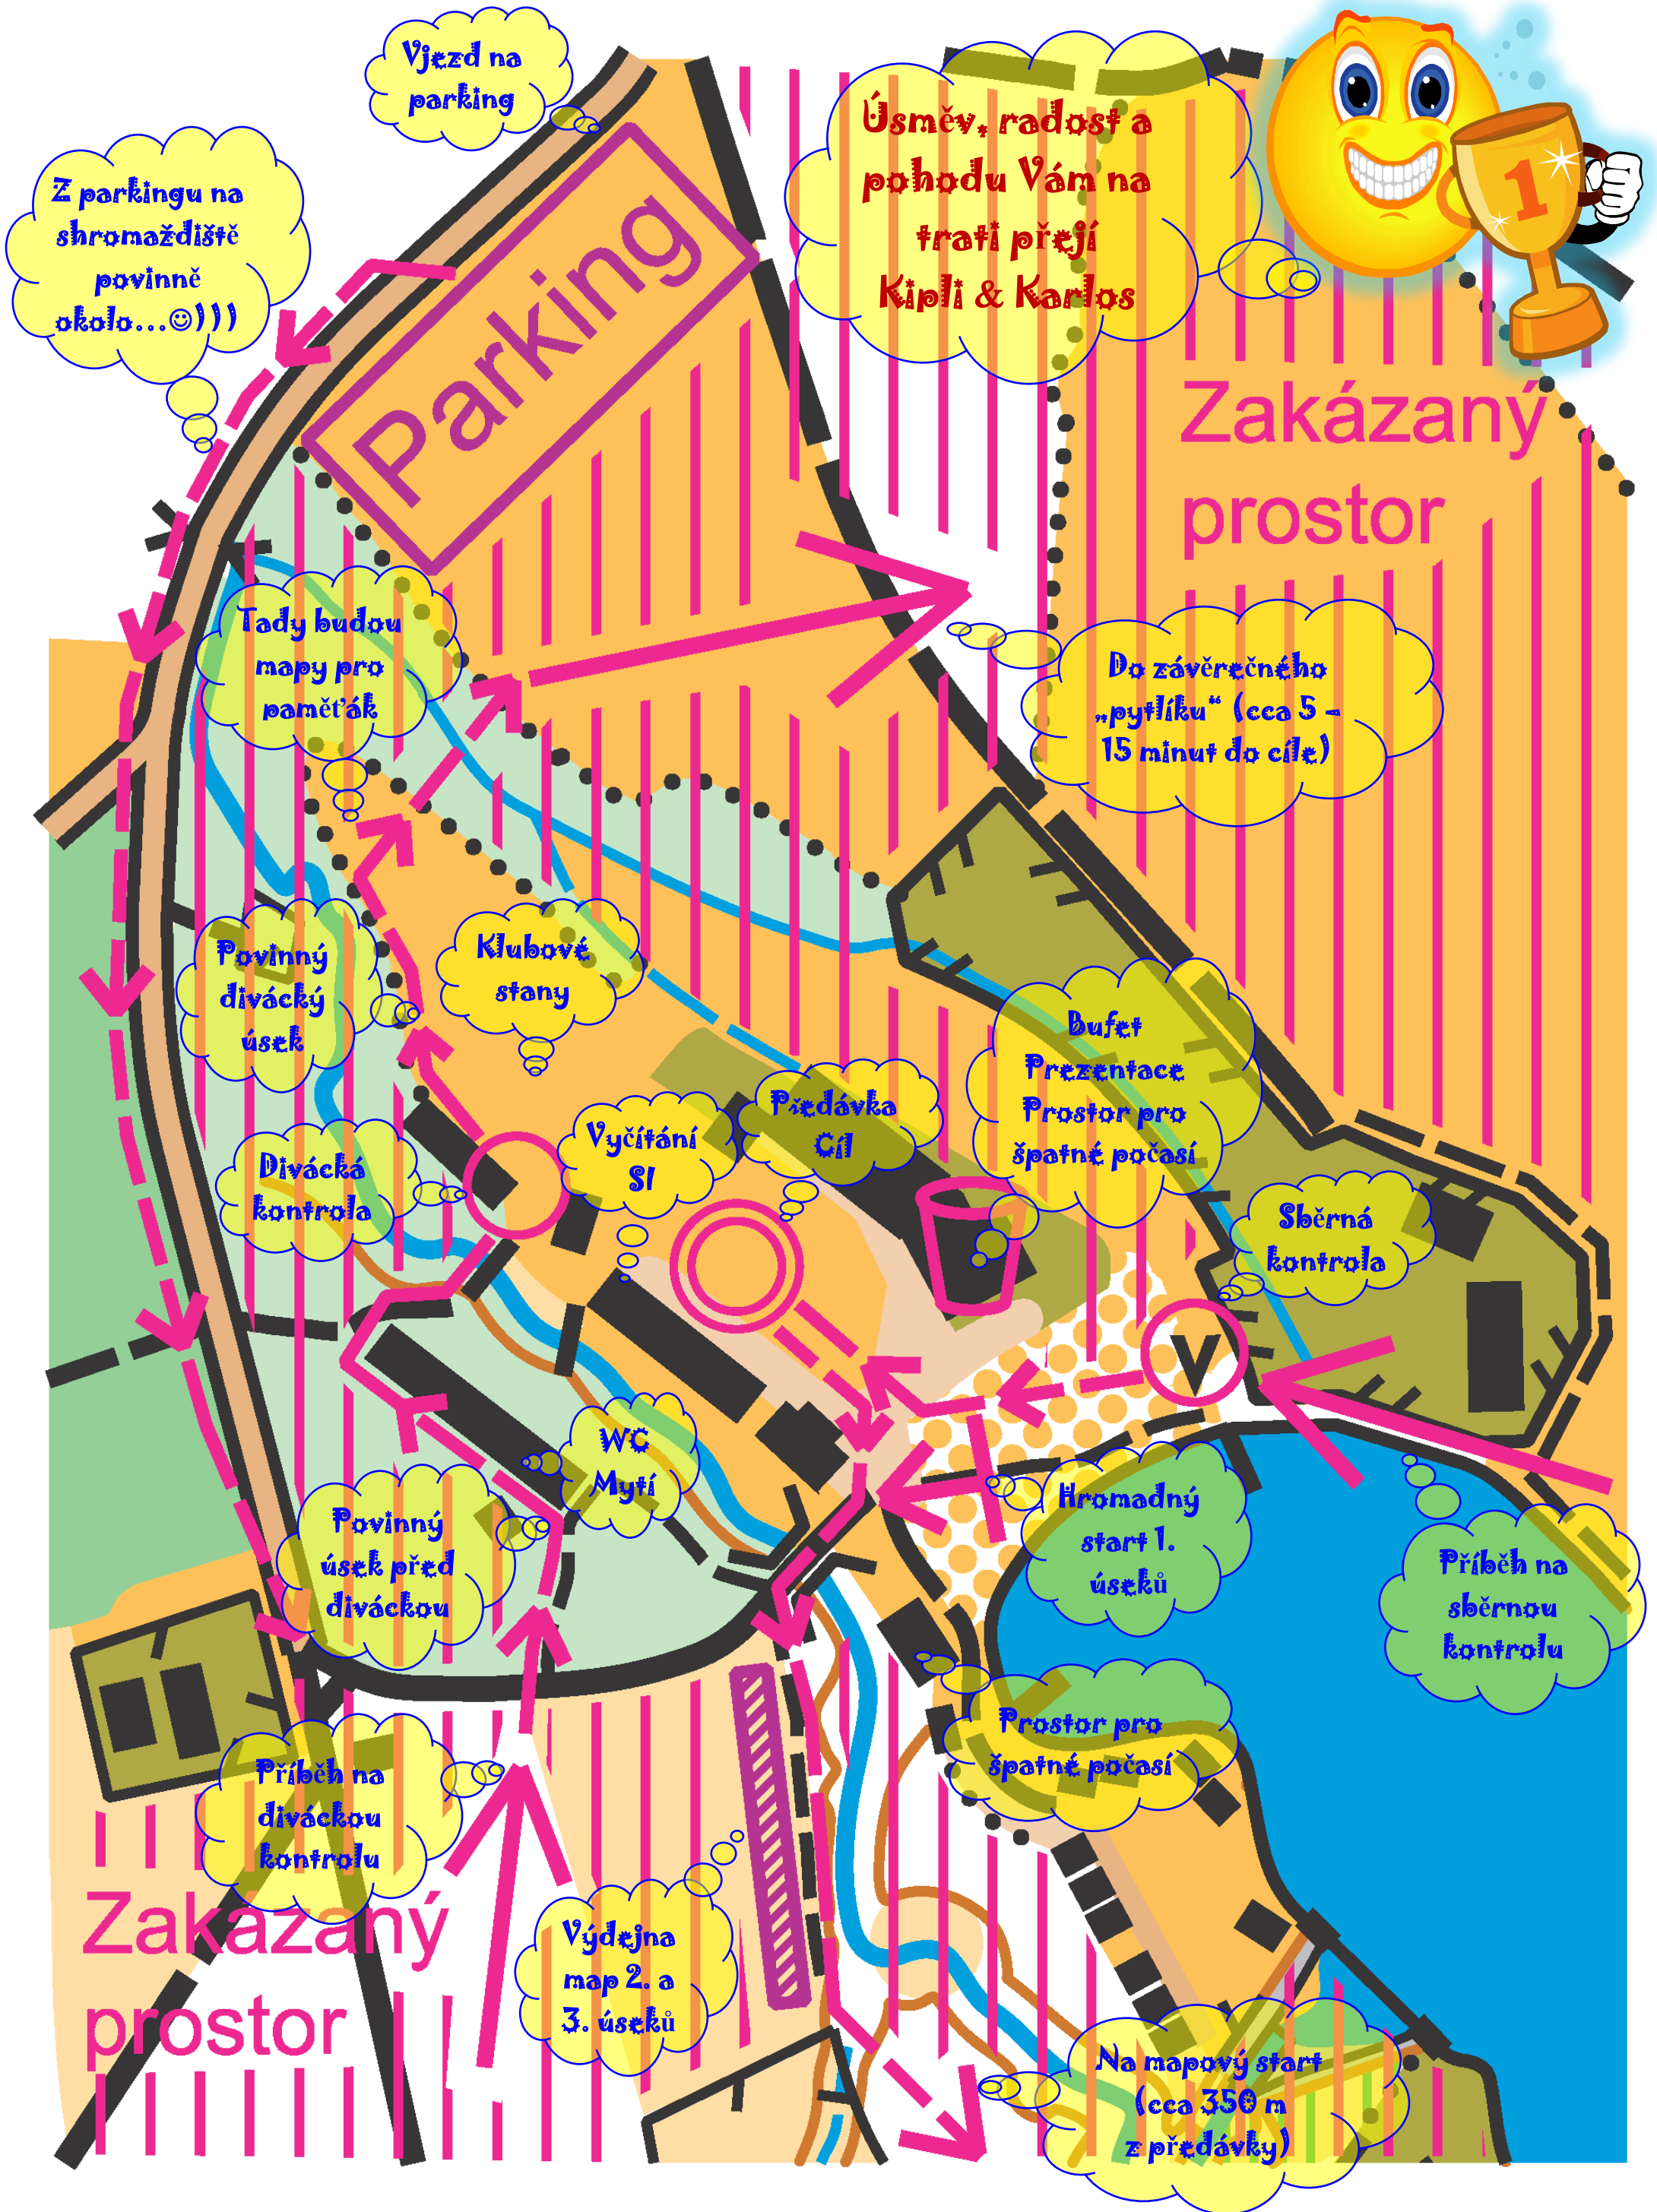 Vjezd na
parking
Z parkingu na
shromaždiště
povinně
okolo...☺)))
Úsměv, radost a
pohodu Vám na
trati přejí
Kipli & Karlos
1
Parking
Zakázaný
prostor
Tady budou
mapy pro
paměťák
Do závěrečného
„pytlíku“ (cca 5 –
15 minut do cíle)
Povinný
divácký
úsek
Klubové
stany
Bufet
Prezentace
Prostor pro
špatné počasí
Předávka
Cíl
Vyčítání
SI
Divácká
kontrola
Sběrná
kontrola
V
WC
Mytí
Povinný
úsek před
diváckou
Hromadný
start 1.
úseků
Příběh na
sběrnou
kontrolu
Prostor pro
špatné počasí
Příběh na
diváckou
kontrolu
Zakázaný
prostor
Výdejna
map 2. a
3. úseků
Na mapový start
(cca 350 m
z předávky)